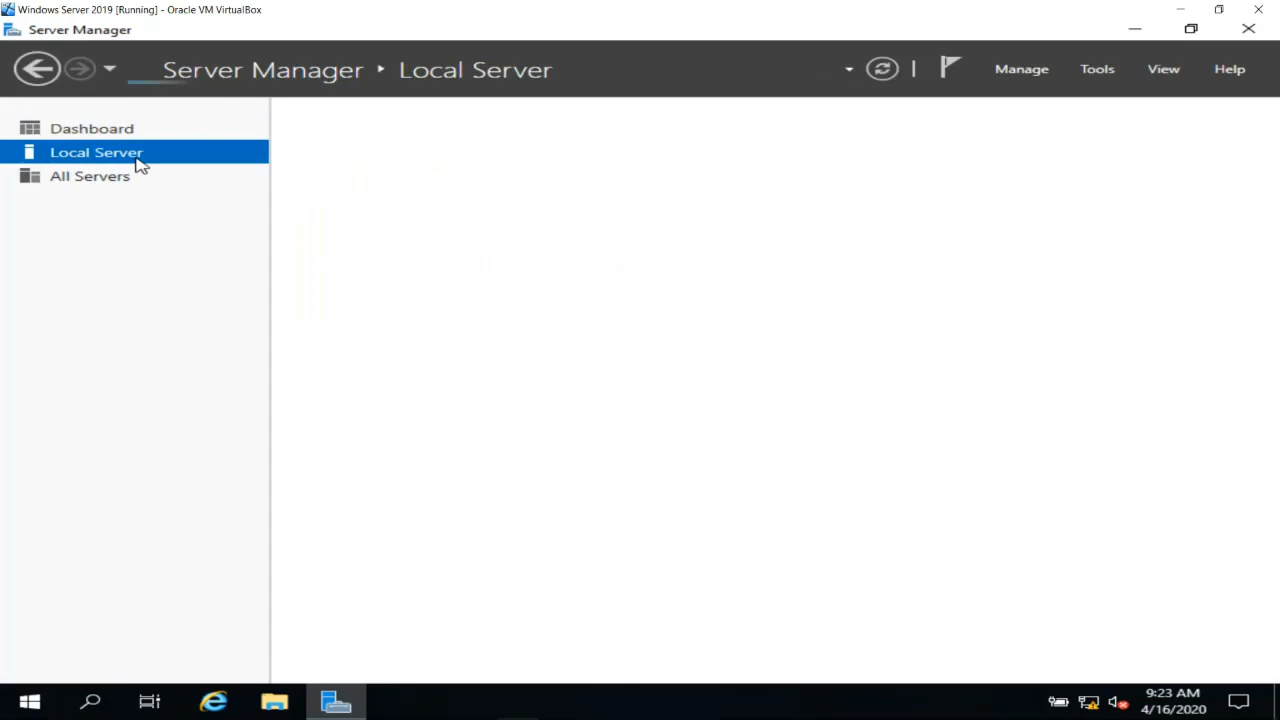 Windows Server 2019 [Running] - Oracle VM VirtualBox
Server Manager
Server Manager ‣ Local Server
Manage Tools View Help
Dashboard
Local Server
All Servers
9:23 AM
4/16/2020